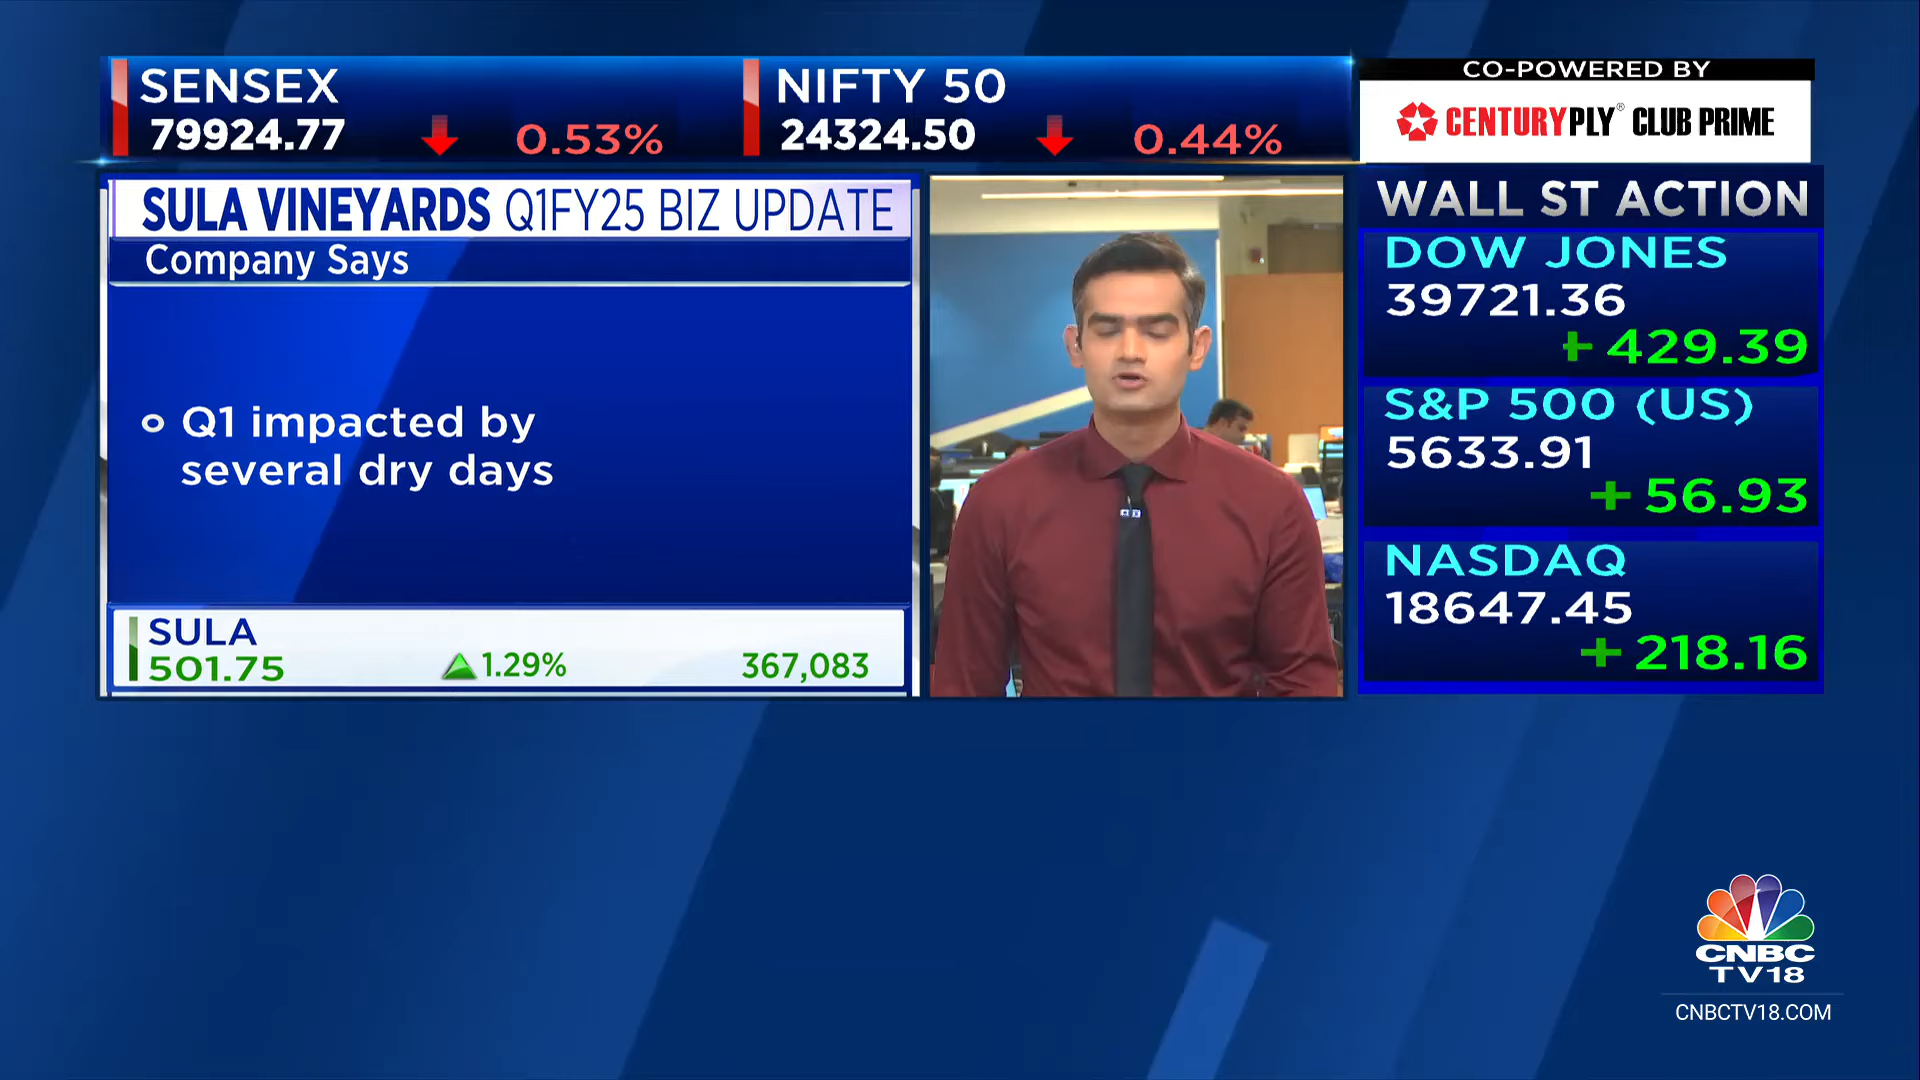 SENSEX
79924.77 0.53%
NIFTY 50
24324.50 0.44%
CO-POWERED BY
CENTURYPLY® CLUB PRIME
SULA VINEYARDS Q1FY25 BIZ UPDATE
Company Says
Q1 impacted by
several dry days
SULA
501.75 1.29% 367,083
WALL ST ACTION
DOW JONES
39721.36
+ 429.39
S&P 500 (US)
5633.91
+ 56.93
NASDAQ
18647.45
+ 218.16
CNBC
TV18
CNBCTV18.COM